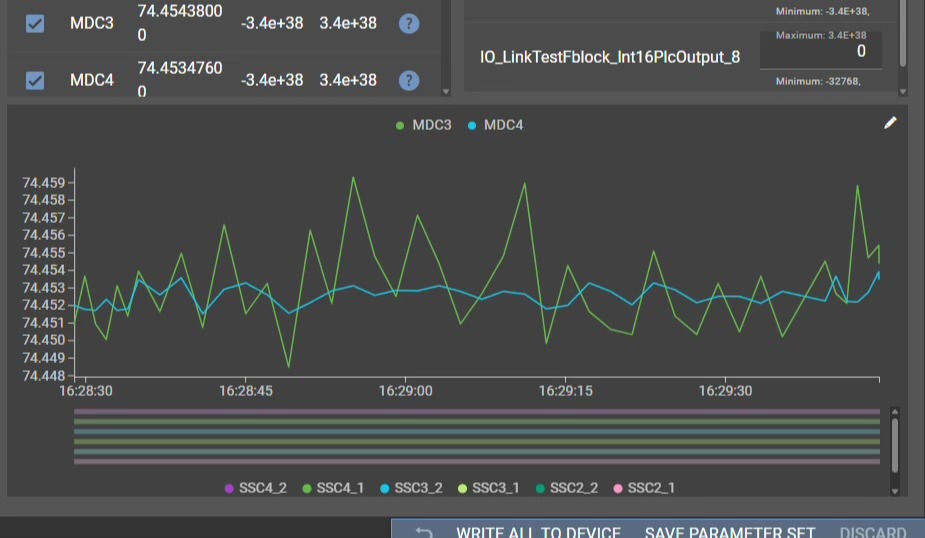 74.4543800
MDC3 0 -3.4e+38 3.4e+38 ?
74.4534760
MDC4 0 -3.4e+38 3.4e+38 ?
Minimum: -3.4E+38,
Maximum: 3.4E+38
IO_LinkTestFblock_Int16PlcOutput_8 0
Minimum: -32768,
MDC3 MDC4
74.459
74.458
74.457
74.456
74.455
74.454
74.453
74.452
74.451
74.450
74.449
74.448
16:28:30 16:28:45 16:29:00 16:29:15 16:29:30
SSC4_2 SSC4_1 SSC3_2 SSC3_1 SSC2_2 SSC2_1
WRITE ALL TO DEVICE SAVE PARAMETER SET DISCARD